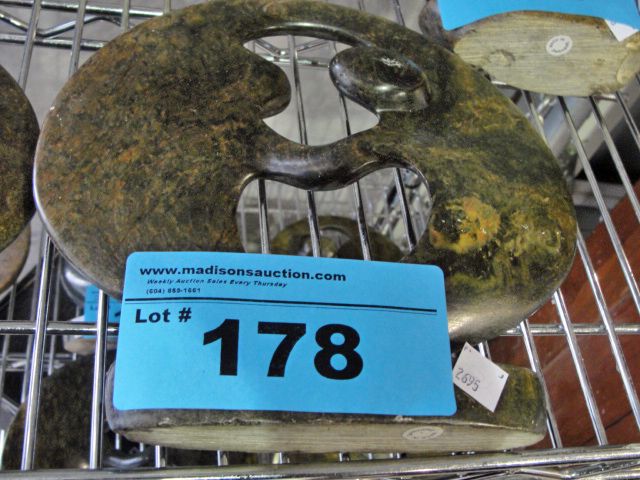 www.madisonsauction.com
Weekly Auction Sales Every Thursday
Lot #
178
2695